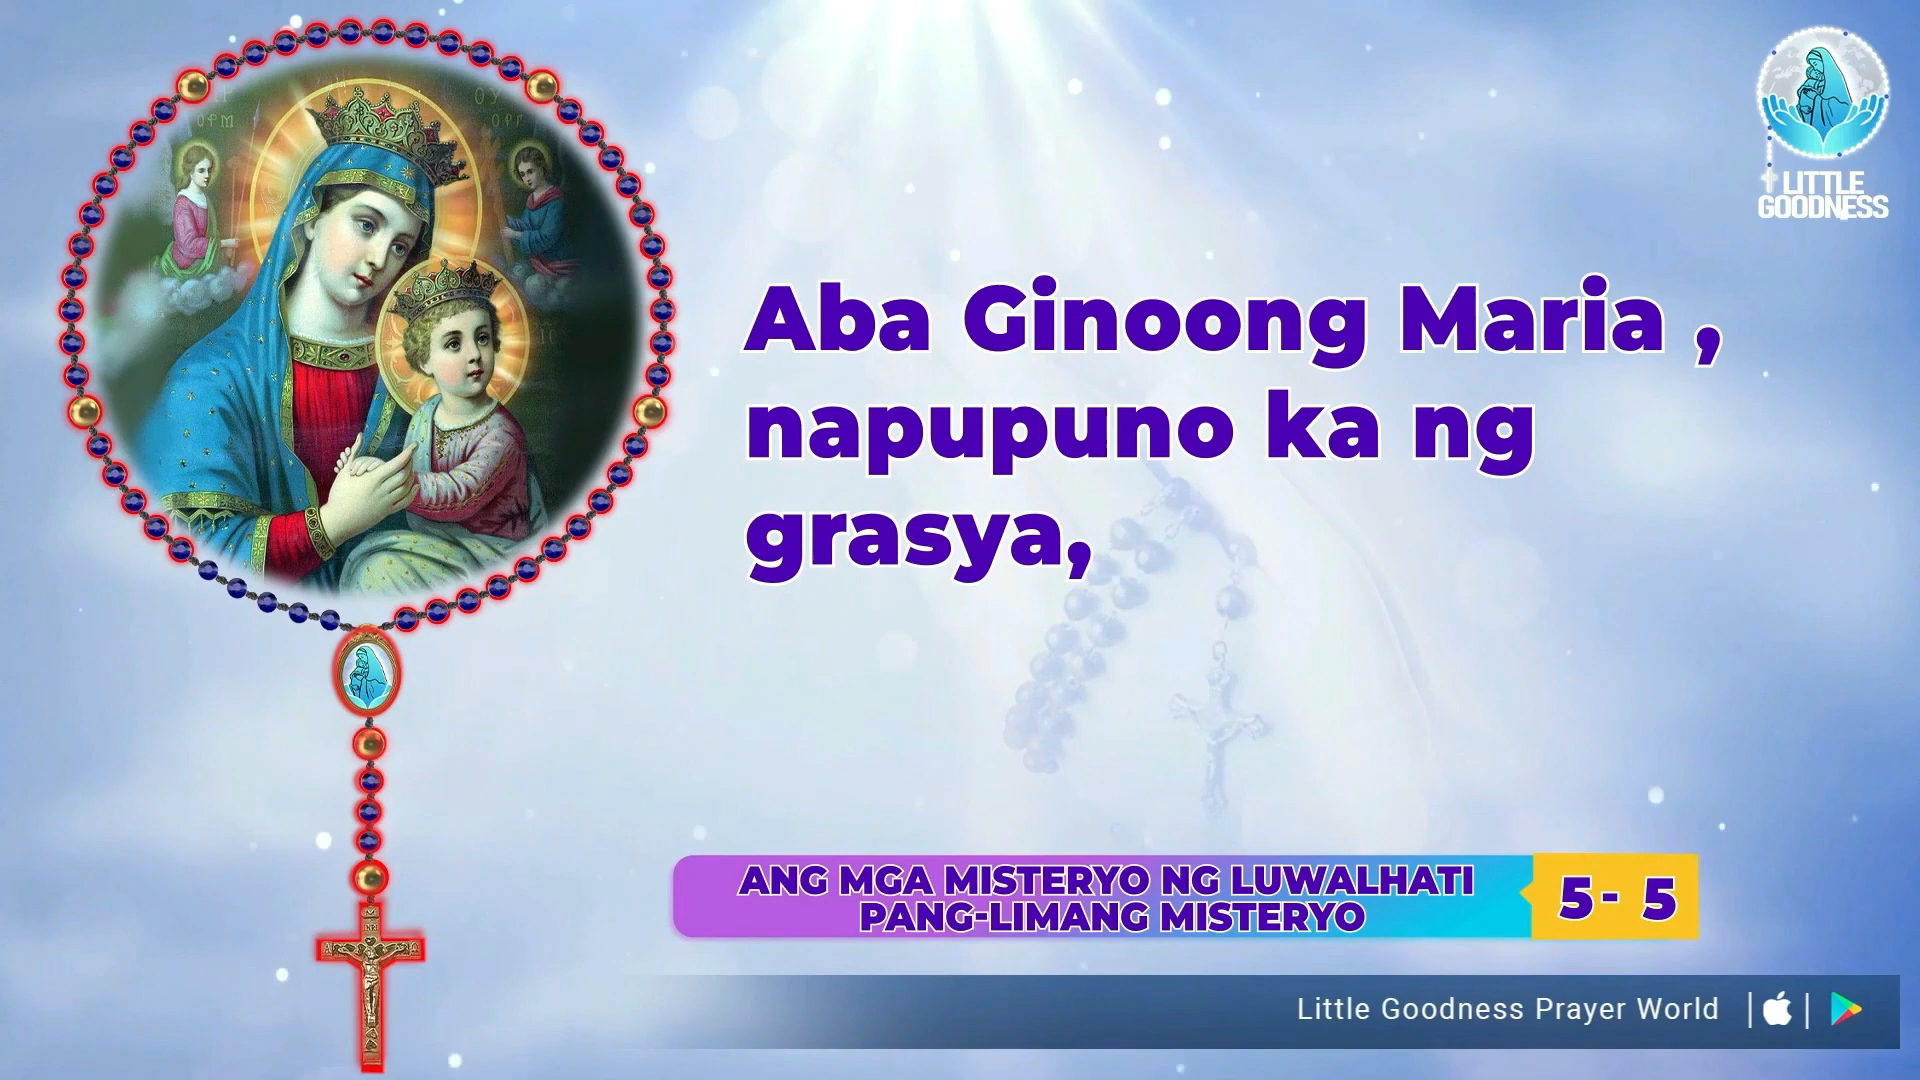 LITTLE
GOODNESS
Aba Ginoong Maria ,
napupuno ka ng
grasya,
ANG MGA MISTERYO NG LUWALHATI
PANG-LIMANG MISTERYO
5- 5
Little Goodness Prayer World
INRI